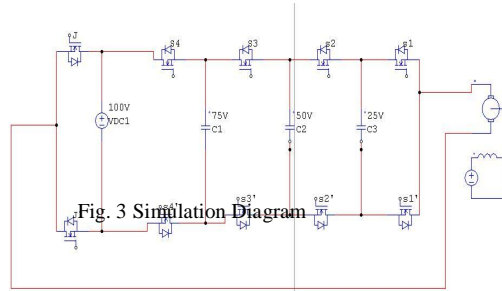 J
S4
S3
s2
s1
100V
VDC1
75V
C1
50V
C2
25V
C3
s4'
s3'
s2'
s1'
Fig. 3 Simulation Diagram